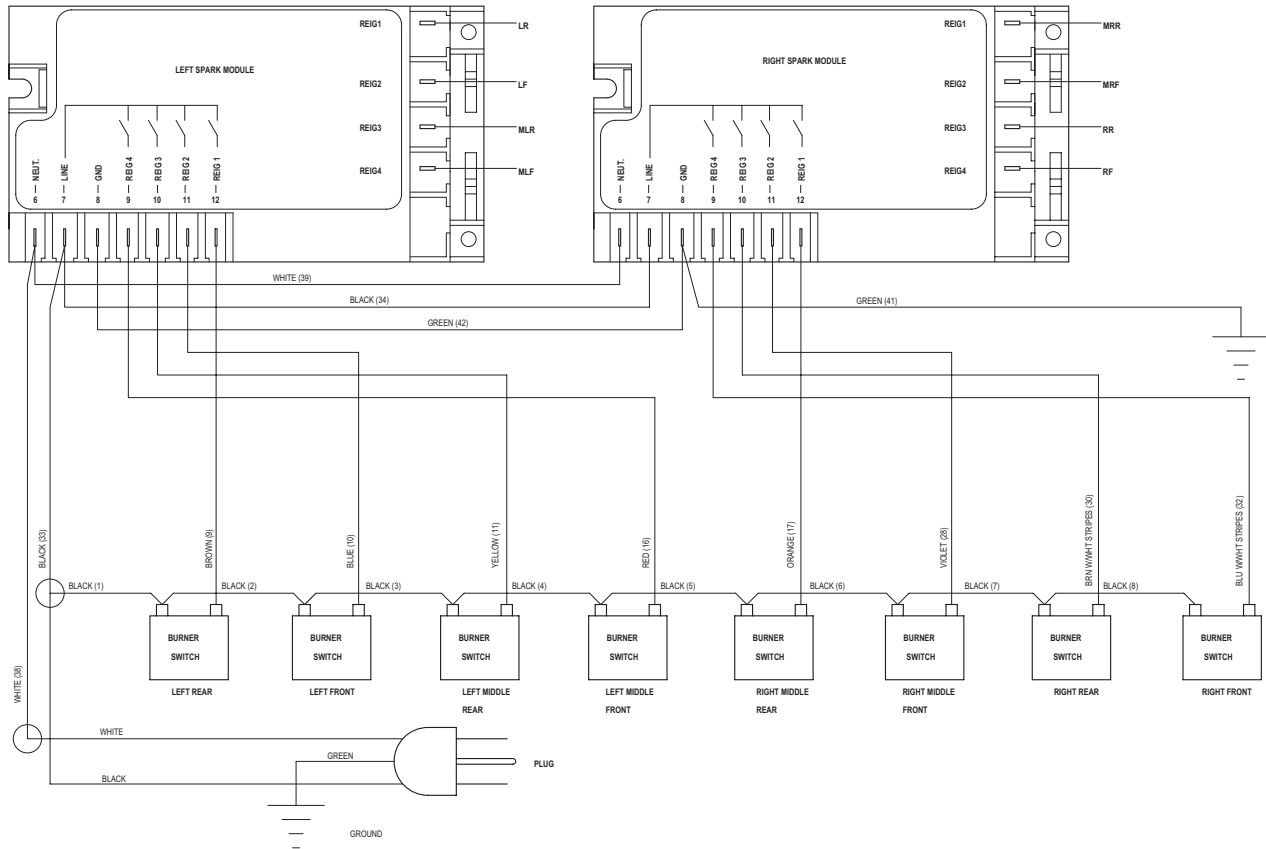 REIG1
LR
LEFT SPARK MODULE
REIG2
LF
REIG3
MLR
REIG4
MLF
6 — NEUT.
7 — LINE
8 — GND
9 — REIG 4
10 — REIG 3
11 — REIG 2
12 — REIG 1
REIG1
MRR
RIGHT SPARK MODULE
REIG2
MRF
REIG3
RR
REIG4
RF
6 — NEUT.
7 — LINE
8 — GND
9 — REIG 4
10 — REIG 3
11 — REIG 2
12 — REIG 1
WHITE (39)
BLACK (34)
GREEN (41)
GREEN (42)
BLACK (33)
BROWN (9)
BLUE (10)
YELLOW (11)
RED (16)
ORANGE (17)
VIOLET (28)
BRN W/WHT STRIPES (30)
BLU W/WHT STRIPES (32)
BLACK (1)
BLACK (2)
BLACK (3)
BLACK (4)
BLACK (5)
BLACK (6)
BLACK (7)
BLACK (8)
BURNER
SWITCH
LEFT REAR
BURNER
SWITCH
LEFT FRONT
BURNER
SWITCH
LEFT MIDDLE
REAR
BURNER
SWITCH
LEFT MIDDLE
FRONT
BURNER
SWITCH
RIGHT MIDDLE
REAR
BURNER
SWITCH
RIGHT MIDDLE
FRONT
BURNER
SWITCH
RIGHT REAR
BURNER
SWITCH
RIGHT FRONT
WHITE (38)
WHITE
GREEN
PLUG
BLACK
GROUND